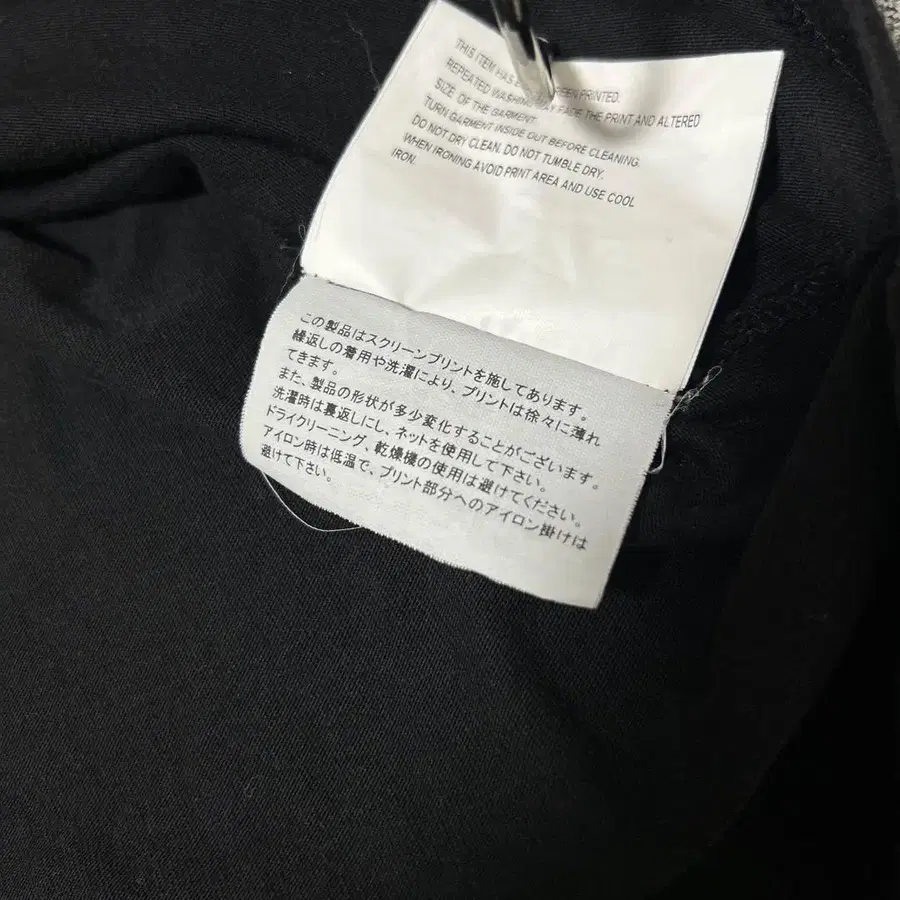 THIS ITEM HAS BEEN PRINTED.
REPEATED WASHING MAY FADE THE PRINT AND ALTERED
SIZE OF THE GARMENT.
TURN GARMENT INSIDE OUT BEFORE CLEANING.
DO NOT DRY CLEAN. DO NOT TUMBLE DRY.
WHEN IRONING AVOID PRINT AREA AND USE COOL
IRON.
この製品はスクリーンプリントを施してあります。
繰返しの着用や洗濯により、プリントは徐々に薄れ
てきます。
また、製品の形状が多少変化することがございます。
洗濯時は裏返しにし、ネットを使用して下さい。
ドライクリーニング、乾燥機の使用は避けてください。
アイロン時は低温で、プリント部分へのアイロン掛けは
避けて下さい。